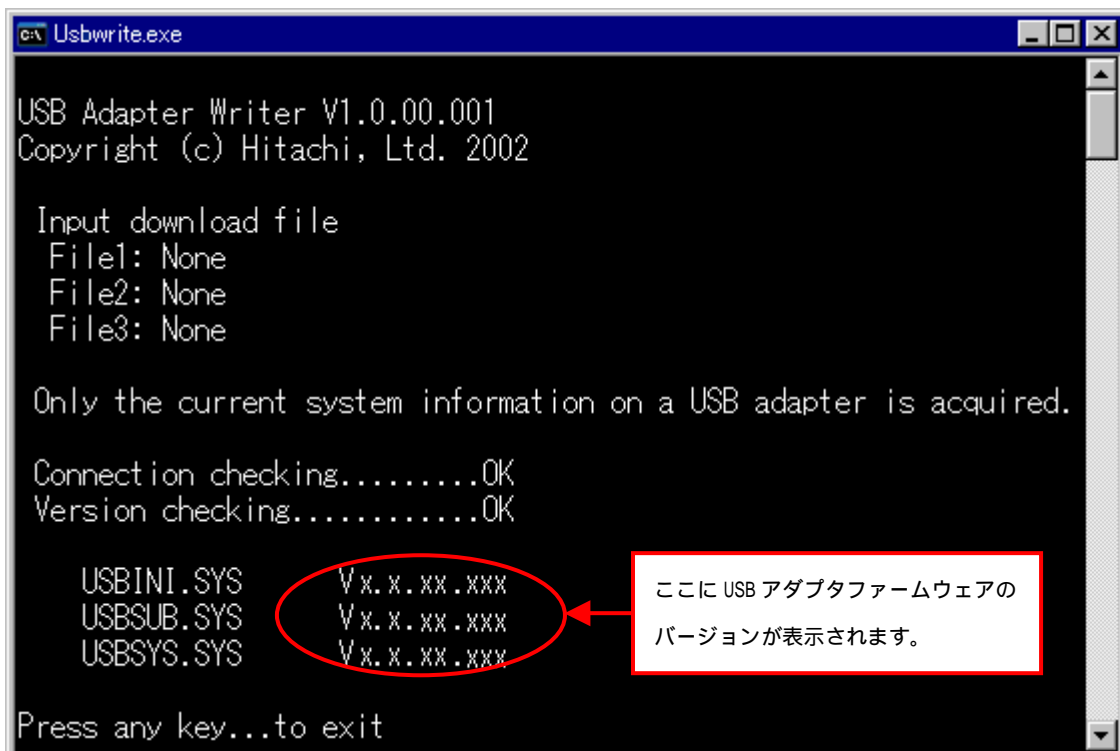 Usbwrite.exe
USB Adapter Writer V1.0.00.001
Copyright (c) Hitachi, Ltd. 2002
Input download file
File1: None
File2: None
File3: None
Only the current system information on a USB adapter is acquired.
Connection checking.........OK
Version checking............OK
USBINI.SYS Vx.x.xx.xxx
USBSUB.SYS Vx.x.xx.xxx
USBSYS.SYS Vx.x.xx.xxx
ここに USB アダプタファームウェアの
バージョンが表示されます。
Press any key...to exit